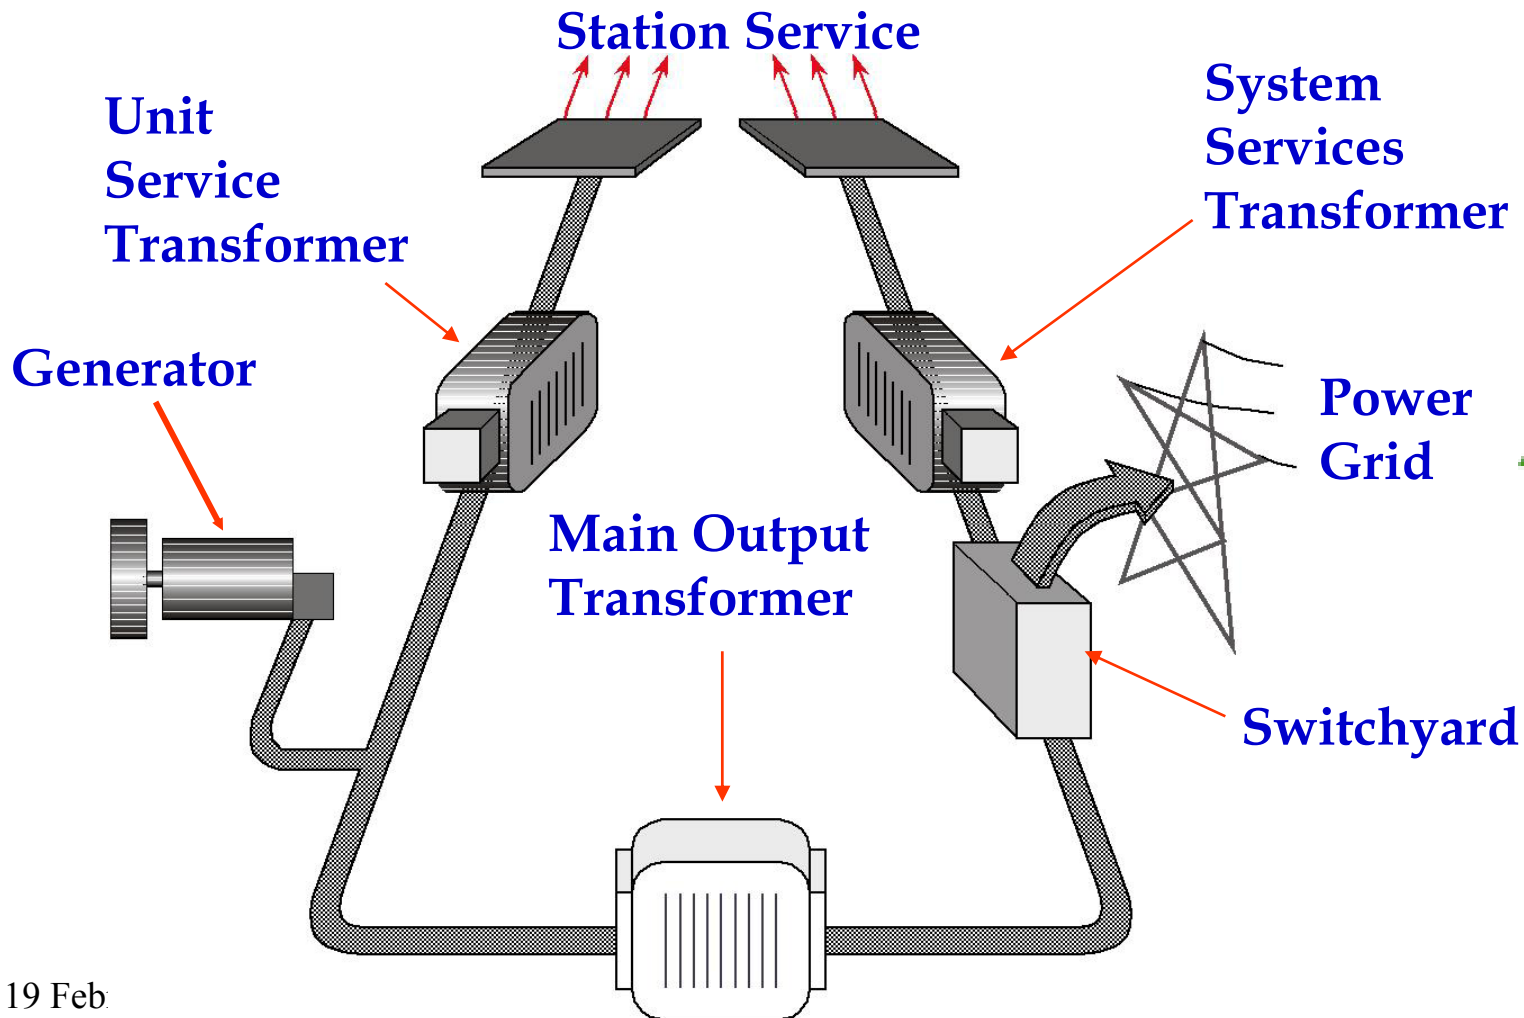 Station Service
Unit
Service
Transformer
System
Services
Transformer
Generator
Power
Grid
Main Output
Transformer
Switchyard
19 Feb